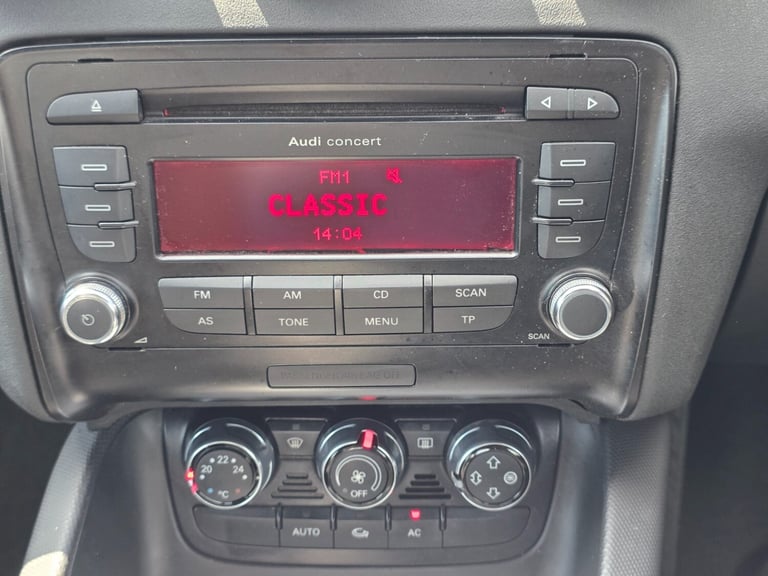 Audi concert
FM1
CLASSIC
14:04
FM AM CD SCAN
AS TONE MENU TP
SCAN
20 22 24
°C
OFF
AUTO AC